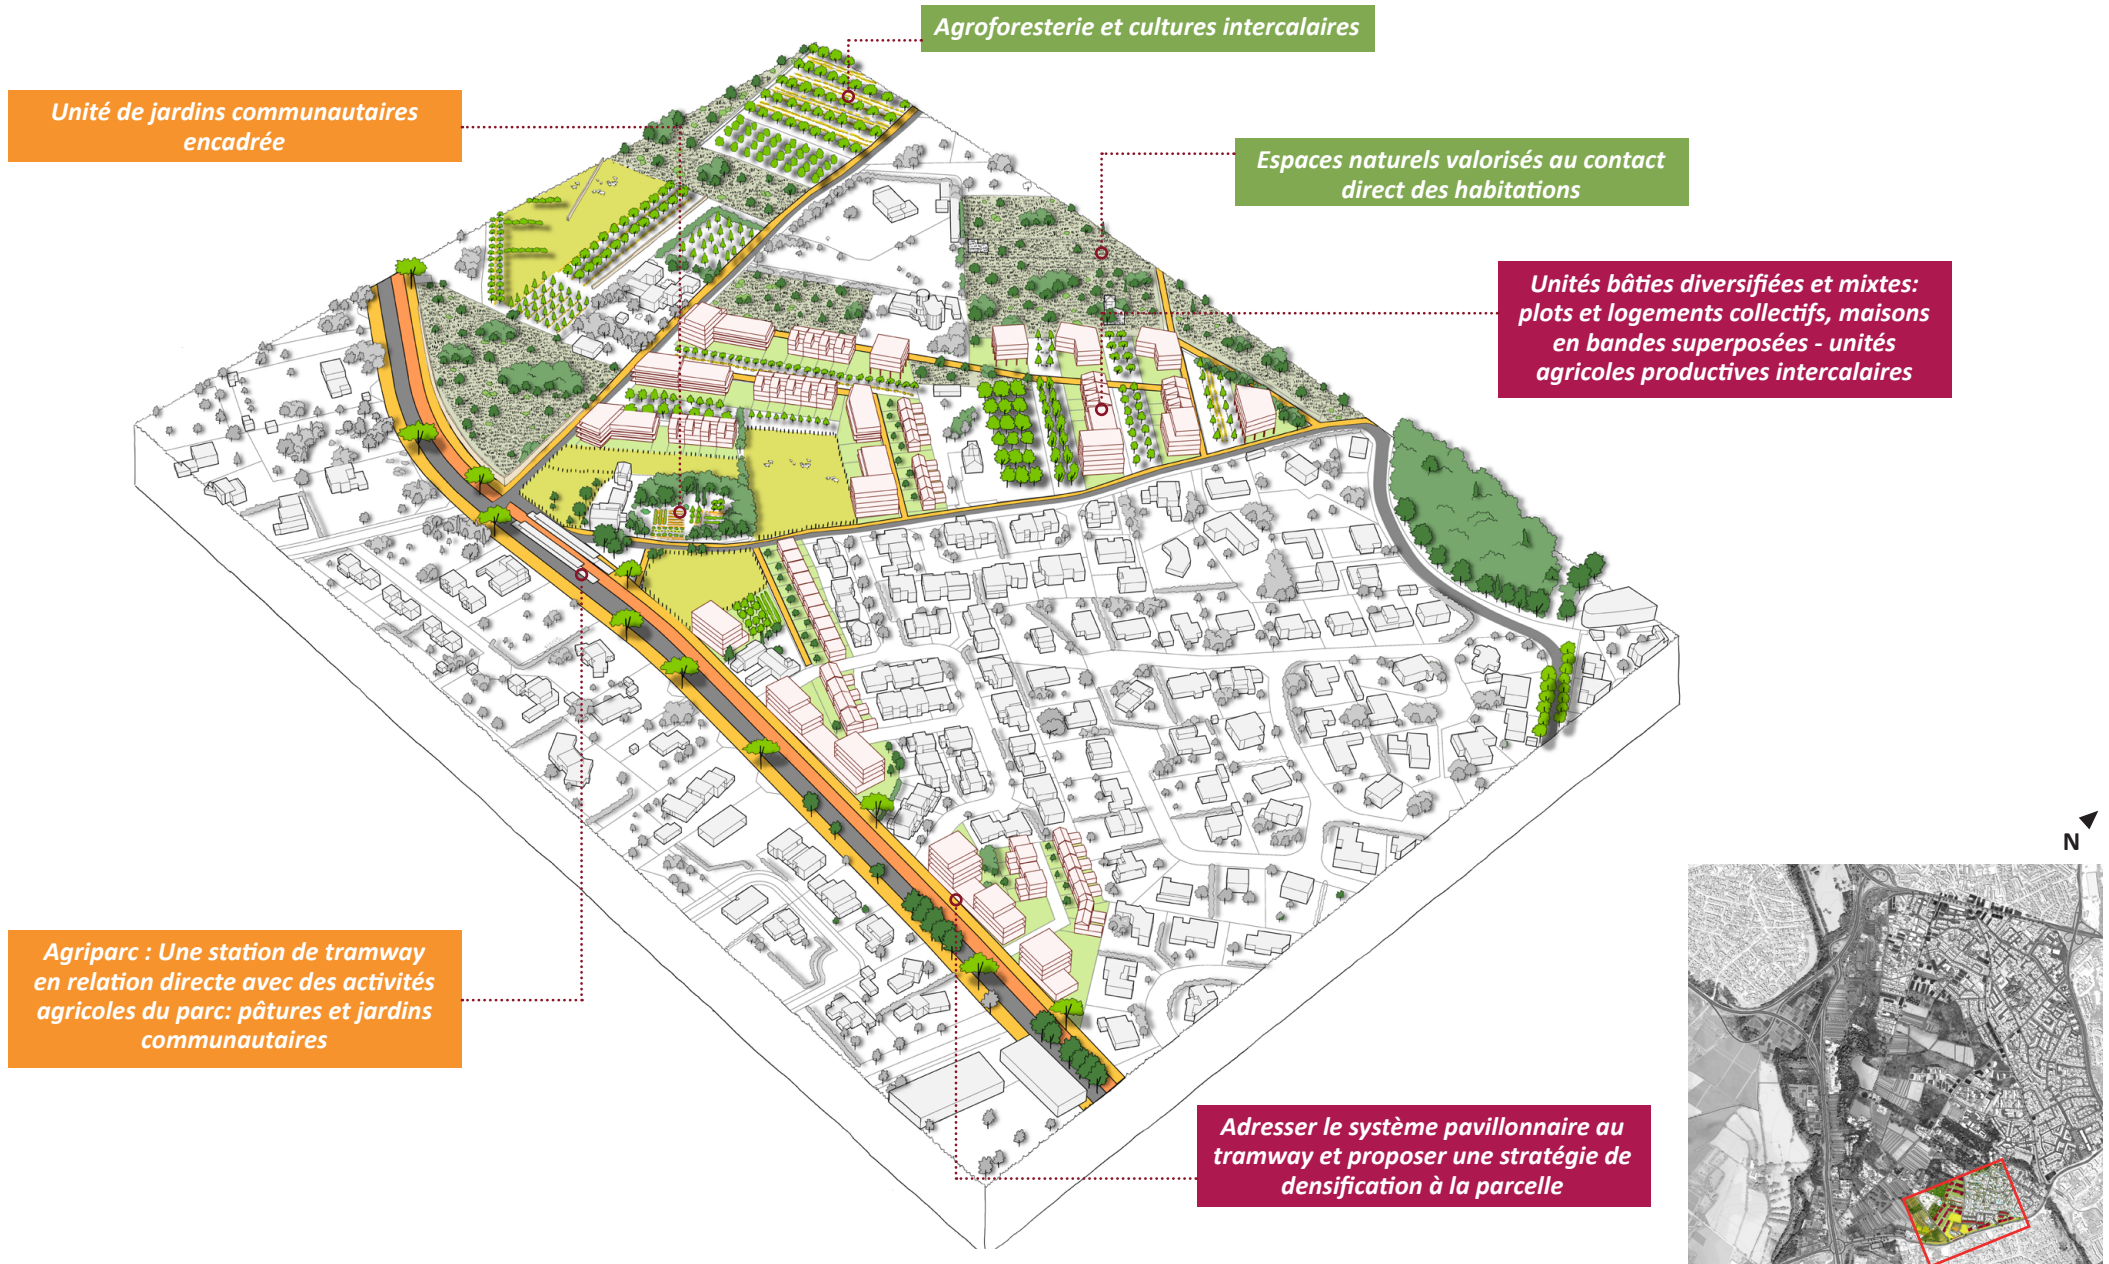 Agroforesterie et cultures intercalaires
Unité de jardins communautaires
encadrée
Espaces naturels valorisés au contact
direct des habitations
Unités bâties diversifiées et mixtes:
plots et logements collectifs, maisons
en bandes superposées - unités
agricoles productives intercalaires
N
Agriparc : Une station de tramway
en relation directe avec des activités
agricoles du parc: pâtures et jardins
communautaires
Adresser le système pavillonnaire au
tramway et proposer une stratégie de
densification à la parcelle